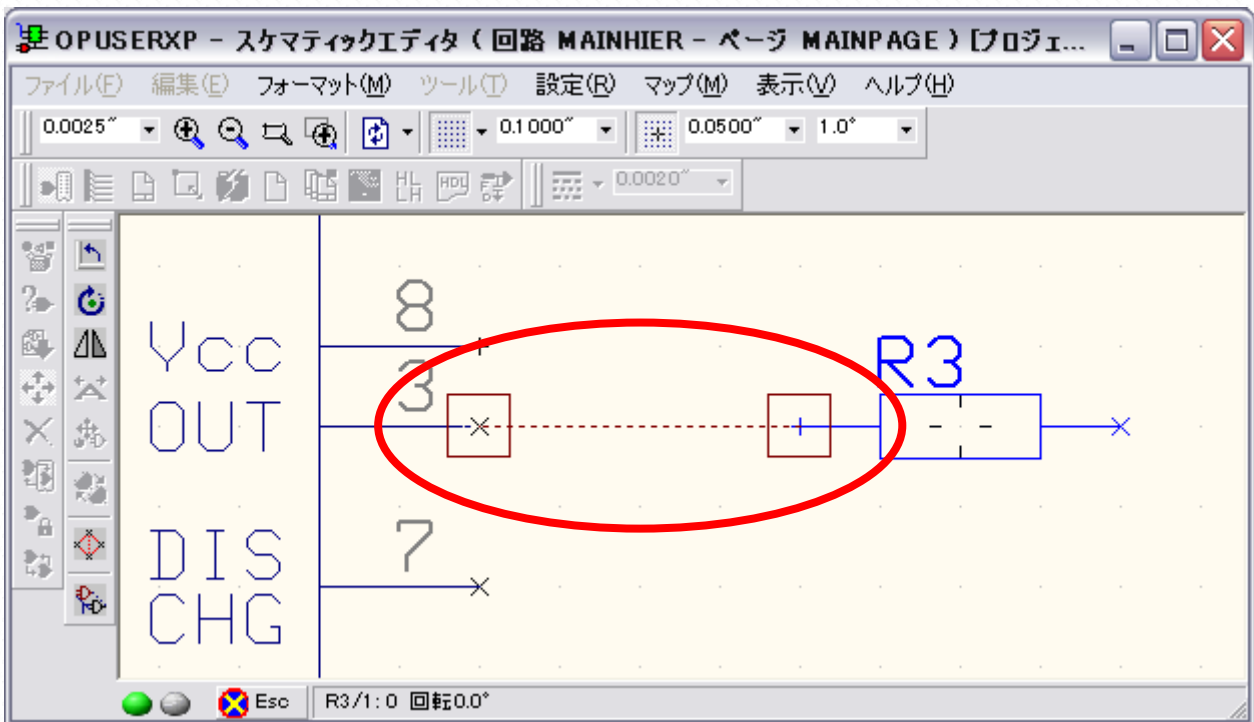 OPUSERXP - スケマティックエディタ ( 回路 MAINHIER - ページ MAINPAGE ) [プロジェ...
ファイル(F) 編集(E) フォーマット(M) ツール(T) 設定(R) マップ(M) 表示(V) ヘルプ(H)
0.0025" 0.1000" 0.0500" 1.0°
HL LH HDL 0.0020"
8
Vcc
R3
3
OUT
7
DIS
CHG
Esc R3/1:0 回転0.0°